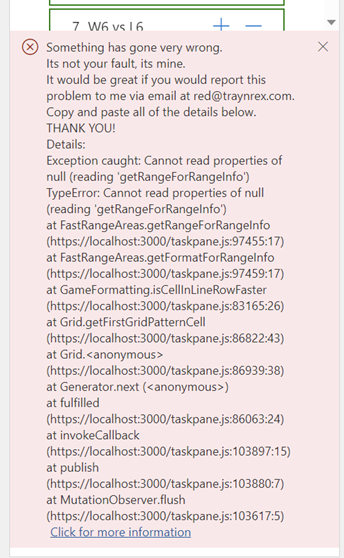 7  W6 vs L6
Something has gone very wrong.
Its not your fault, its mine.
It would be great if you would report this
problem to me via email at red@traynrex.com.
Copy and paste all of the details below.
THANK YOU!
Details:
Exception caught: Cannot read properties of
null (reading 'getRangeForRangeInfo')
TypeError: Cannot read properties of null
(reading 'getRangeForRangeInfo')
at FastRangeAreas.getRangeForRangeInfo
(https://localhost:3000/taskpane.js:97455:17)
at FastRangeAreas.getFormatForRangeInfo
(https://localhost:3000/taskpane.js:97459:17)
at GameFormatting.isCellInLineRowFaster
(https://localhost:3000/taskpane.js:83165:26)
at Grid.getFirstGridPatternCell
(https://localhost:3000/taskpane.js:86822:43)
at Grid.<anonymous>
(https://localhost:3000/taskpane.js:86939:38)
at Generator.next (<anonymous>)
at fulfilled
(https://localhost:3000/taskpane.js:86063:24)
at invokeCallback
(https://localhost:3000/taskpane.js:103897:15)
at publish
(https://localhost:3000/taskpane.js:103880:7)
at MutationObserver.flush
(https://localhost:3000/taskpane.js:103617:5)
Click for more information